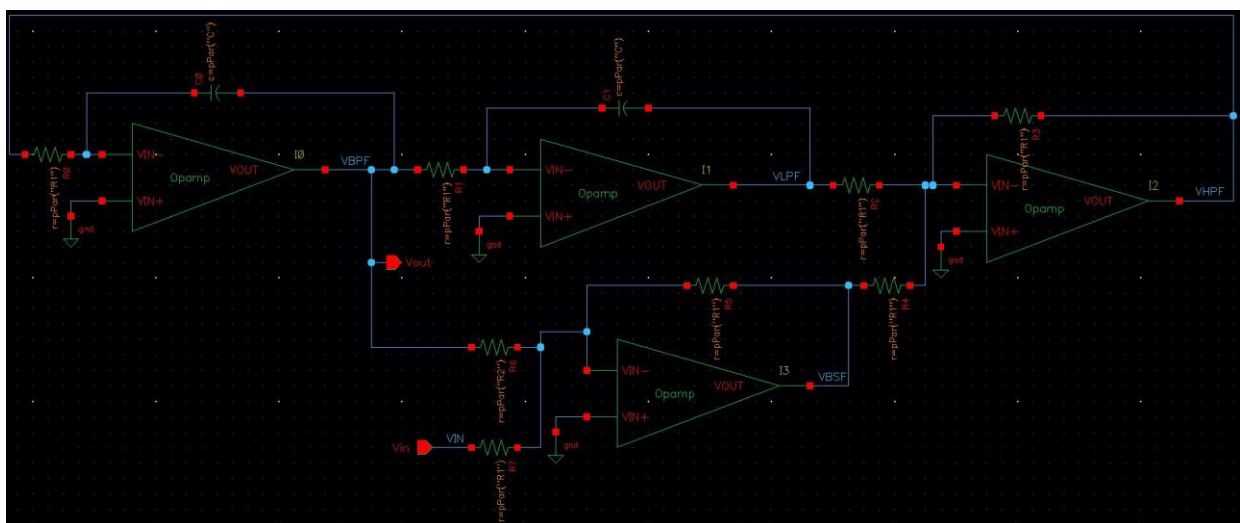 C0
c=pPar("C")
R0
r=pPar("R1")
VIN-
VIN+
VOUT
Opamp
I0
gnd
VBPF
Vout
R1
r=pPar("R1")
C1
c=pPar("C")
VIN-
VIN+
VOUT
Opamp
I1
gnd
VLPF
R2
r=pPar("R1")
R3
r=pPar("R1")
VIN-
VIN+
VOUT
Opamp
I2
gnd
VHPF
R5
r=pPar("R1")
R4
r=pPar("R1")
R6
r=pPar("R2")
VIN-
VIN+
VOUT
Opamp
I3
gnd
VBSF
Vin
VIN
R7
r=pPar("R1")